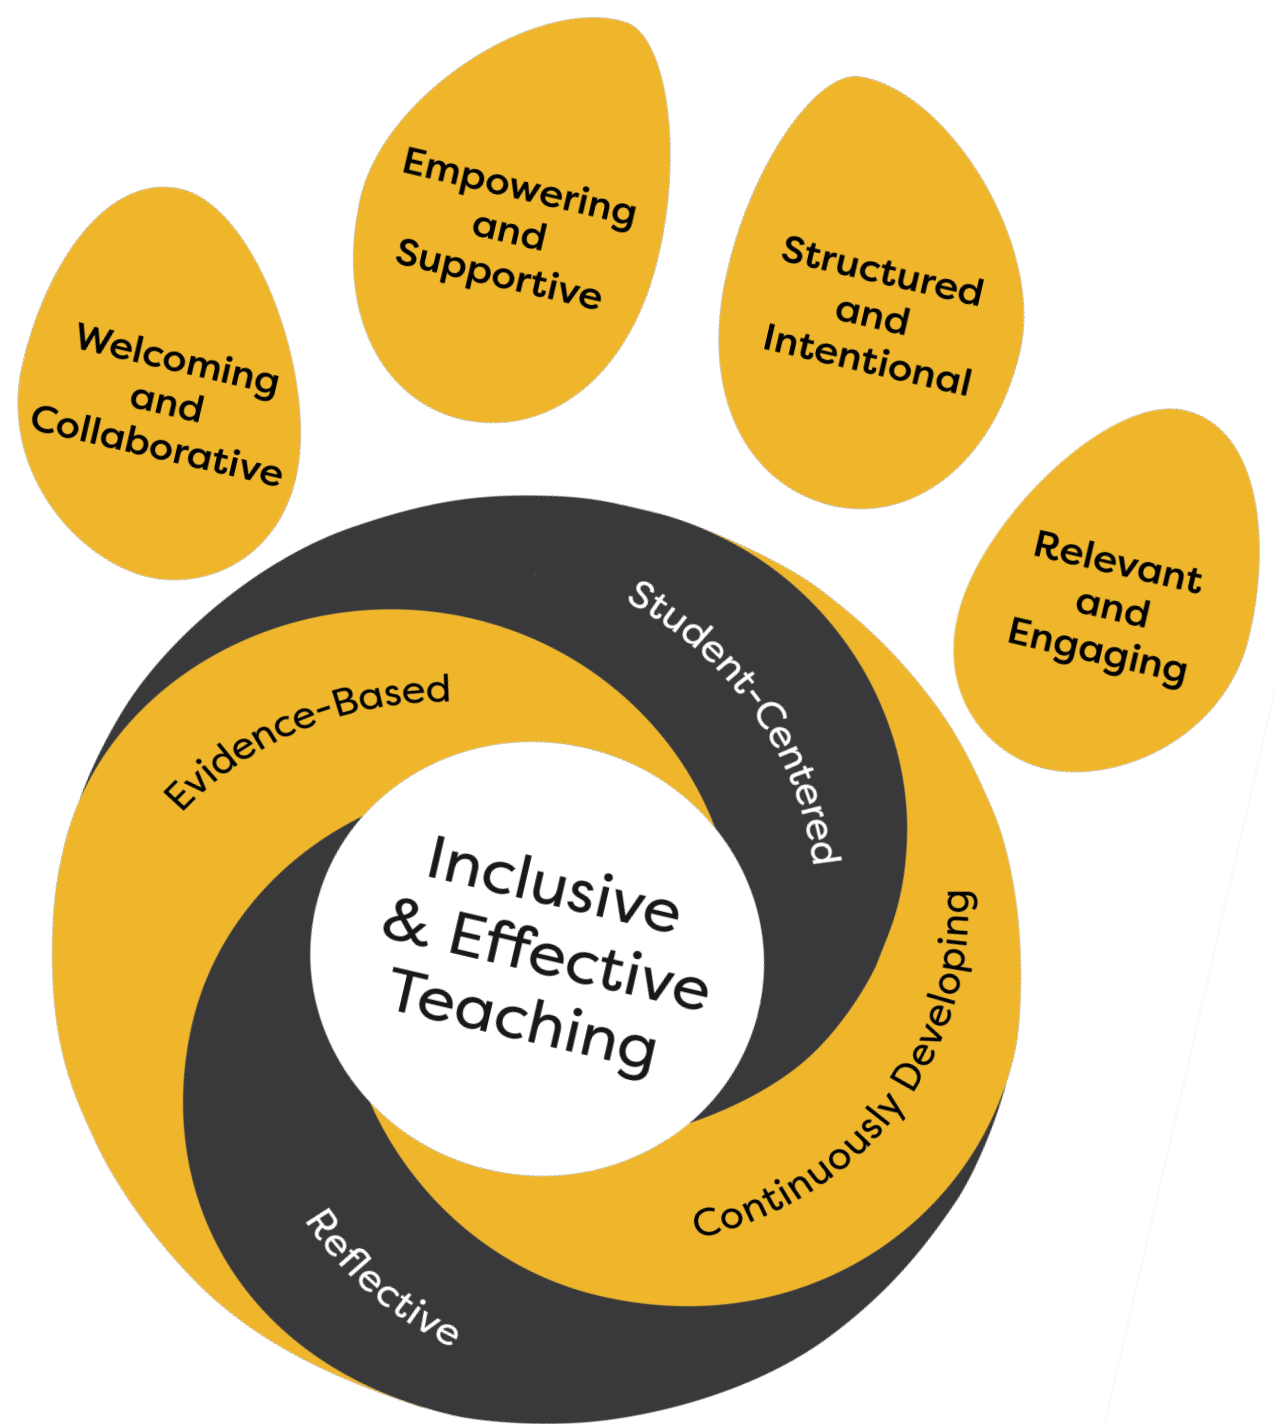 Empowering
and
Supportive
Structured
and
Intentional
Welcoming
and
Collaborative
Relevant
and
Engaging
Student-Centered
Evidence-Based
Inclusive
& Effective
Teaching
Continuously Developing
Reflective